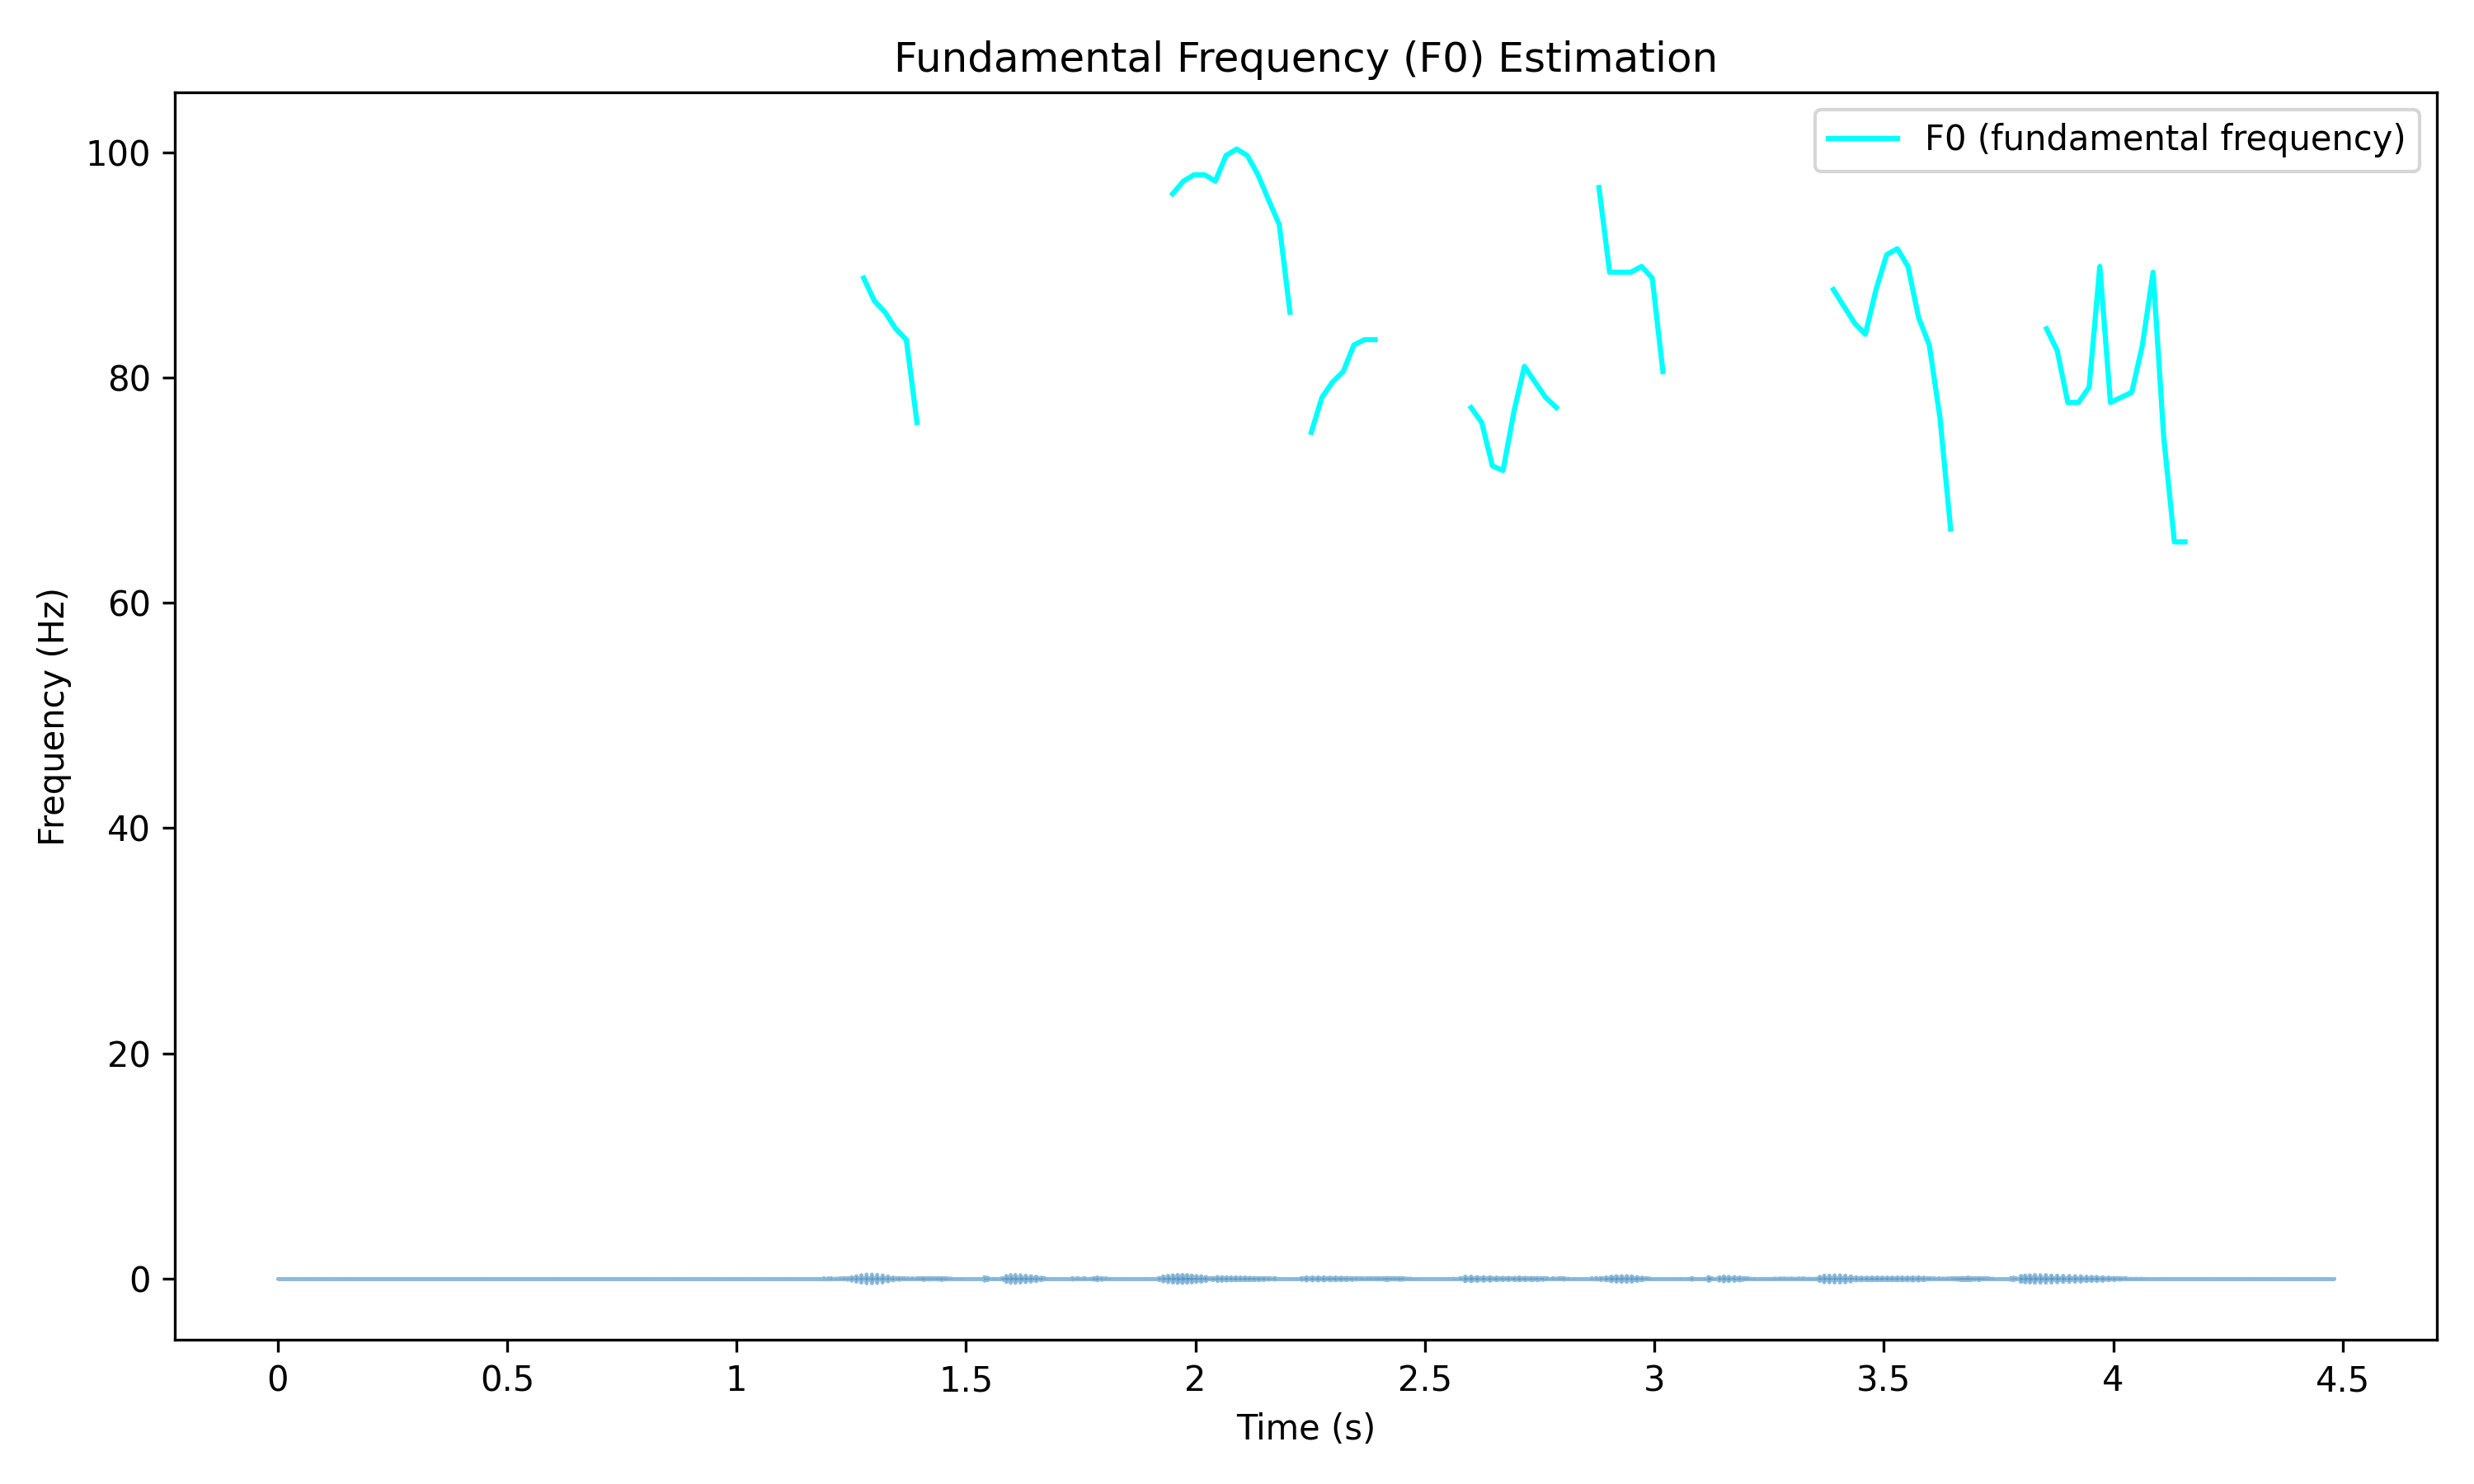 Fundamental Frequency (F0) Estimation
F0 (fundamental frequency)
Frequency (Hz)
100
80
60
40
20
0
0 0.5 1 1.5 2 2.5 3 3.5 4 4.5
Time (s)